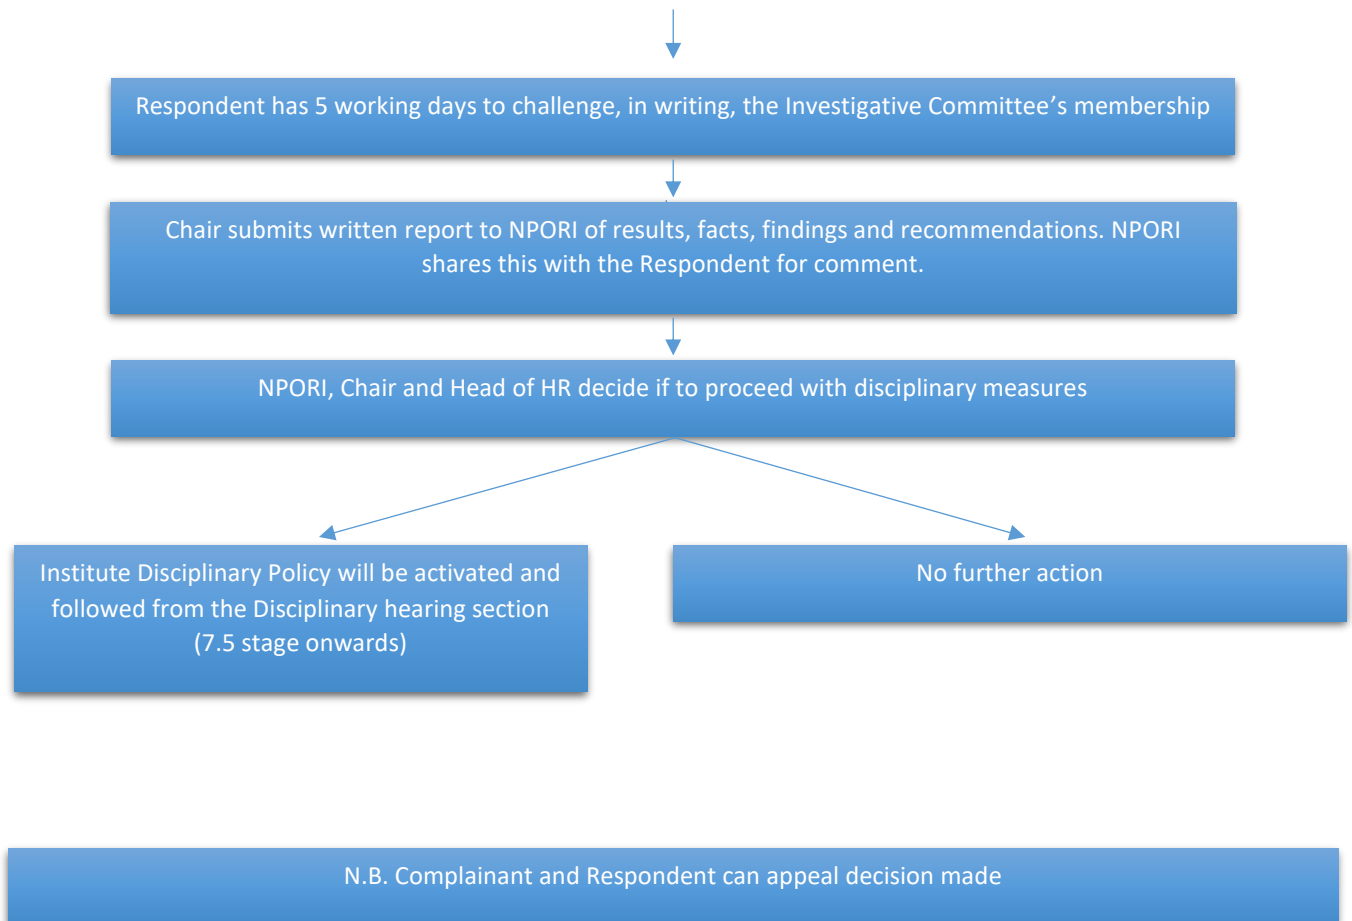 Respondent has 5 working days to challenge, in writing, the Investigative Committee’s membership
Chair submits written report to NPORI of results, facts, findings and recommendations. NPORI
shares this with the Respondent for comment.
NPORI, Chair and Head of HR decide if to proceed with disciplinary measures
Institute Disciplinary Policy will be activated and
followed from the Disciplinary hearing section
(7.5 stage onwards)
No further action
N.B. Complainant and Respondent can appeal decision made